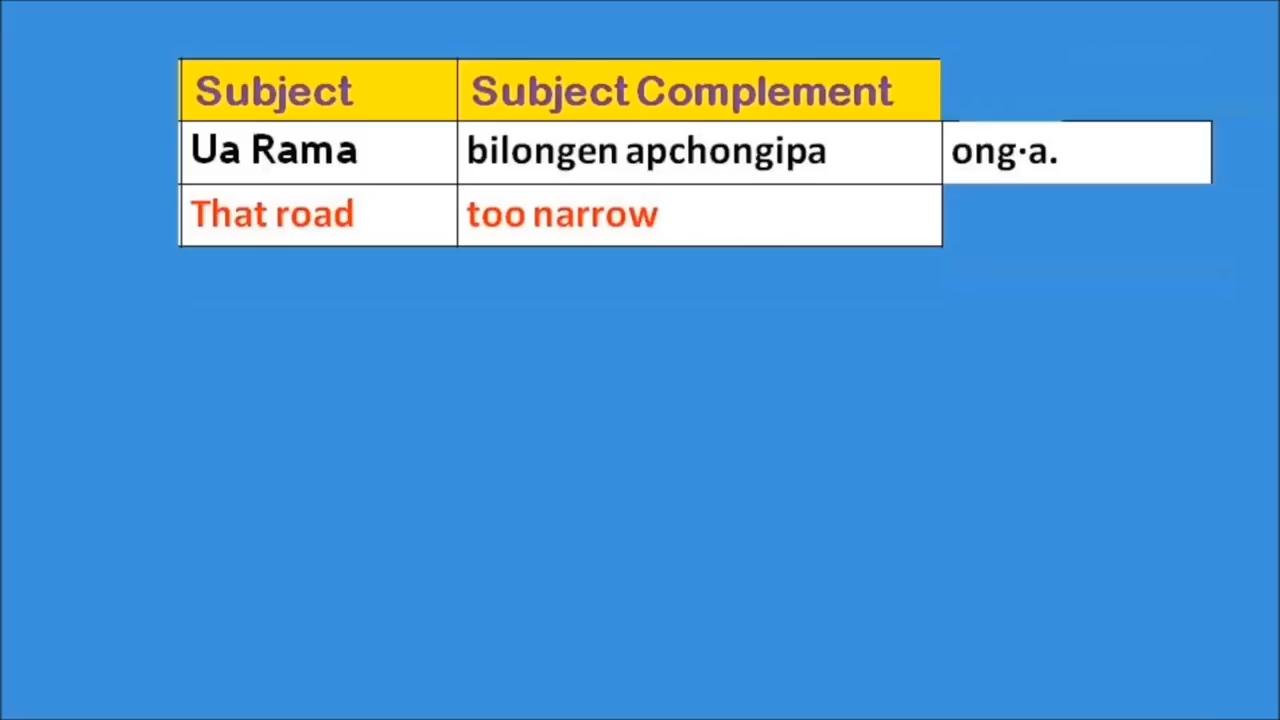 Subject Subject Complement
Ua Rama bilongen apchongipa ong·a.
That road too narrow